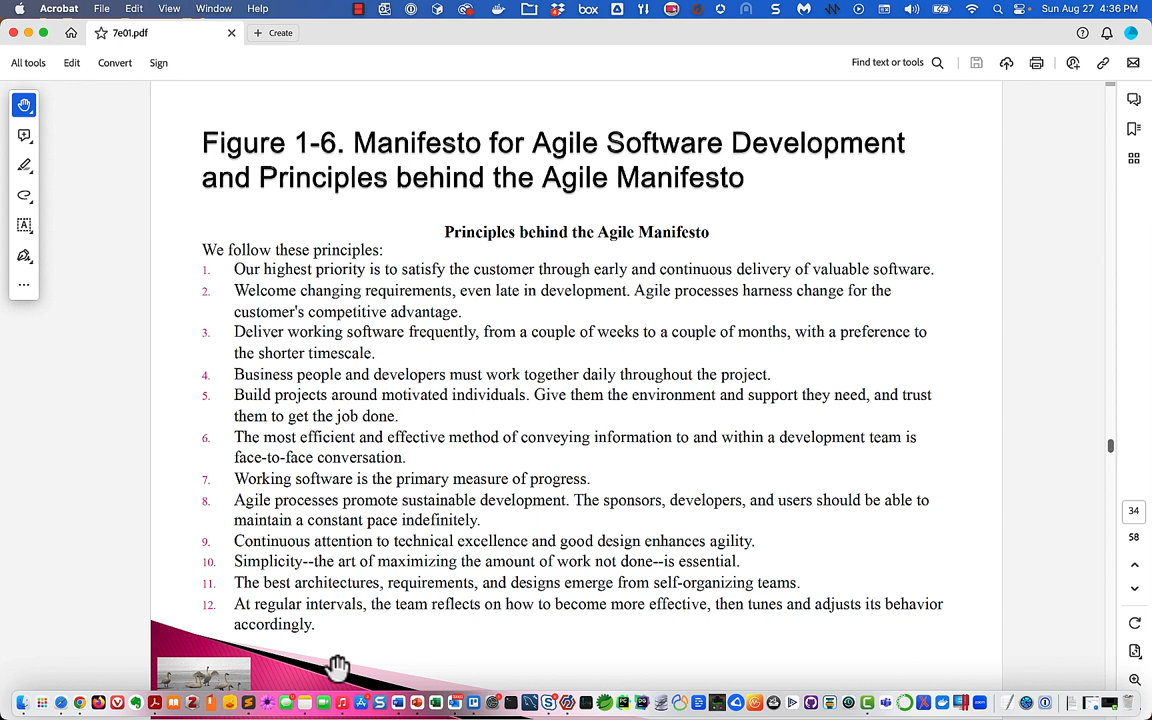 Acrobat File Edit View Window Help box Sun Aug 27 4:36 PM
7e01.pdf + Create
All tools Edit Convert Sign Find text or tools
Figure 1-6. Manifesto for Agile Software Development
and Principles behind the Agile Manifesto
Principles behind the Agile Manifesto
We follow these principles:
1. Our highest priority is to satisfy the customer through early and continuous delivery of valuable software.
2. Welcome changing requirements, even late in development. Agile processes harness change for the
customer's competitive advantage.
3. Deliver working software frequently, from a couple of weeks to a couple of months, with a preference to
the shorter timescale.
4. Business people and developers must work together daily throughout the project.
5. Build projects around motivated individuals. Give them the environment and support they need, and trust
them to get the job done.
6. The most efficient and effective method of conveying information to and within a development team is
face-to-face conversation.
7. Working software is the primary measure of progress.
8. Agile processes promote sustainable development. The sponsors, developers, and users should be able to
maintain a constant pace indefinitely.
9. Continuous attention to technical excellence and good design enhances agility.
10. Simplicity--the art of maximizing the amount of work not done--is essential.
11. The best architectures, requirements, and designs emerge from self-organizing teams.
12. At regular intervals, the team reflects on how to become more effective, then tunes and adjusts its behavior
accordingly.
34
58